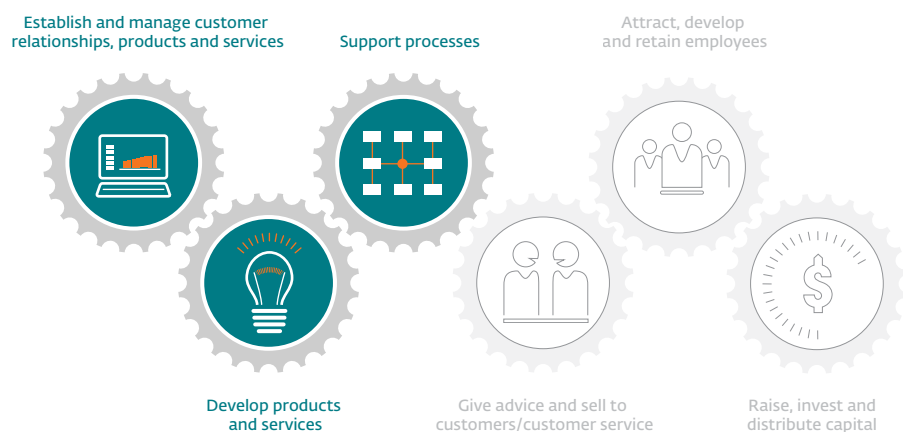 Establish and manage customer
relationships, products and services
Support processes
Attract, develop
and retain employees
$
Develop products
and services
Give advice and sell to
customers/customer service
Raise, invest and
distribute capital